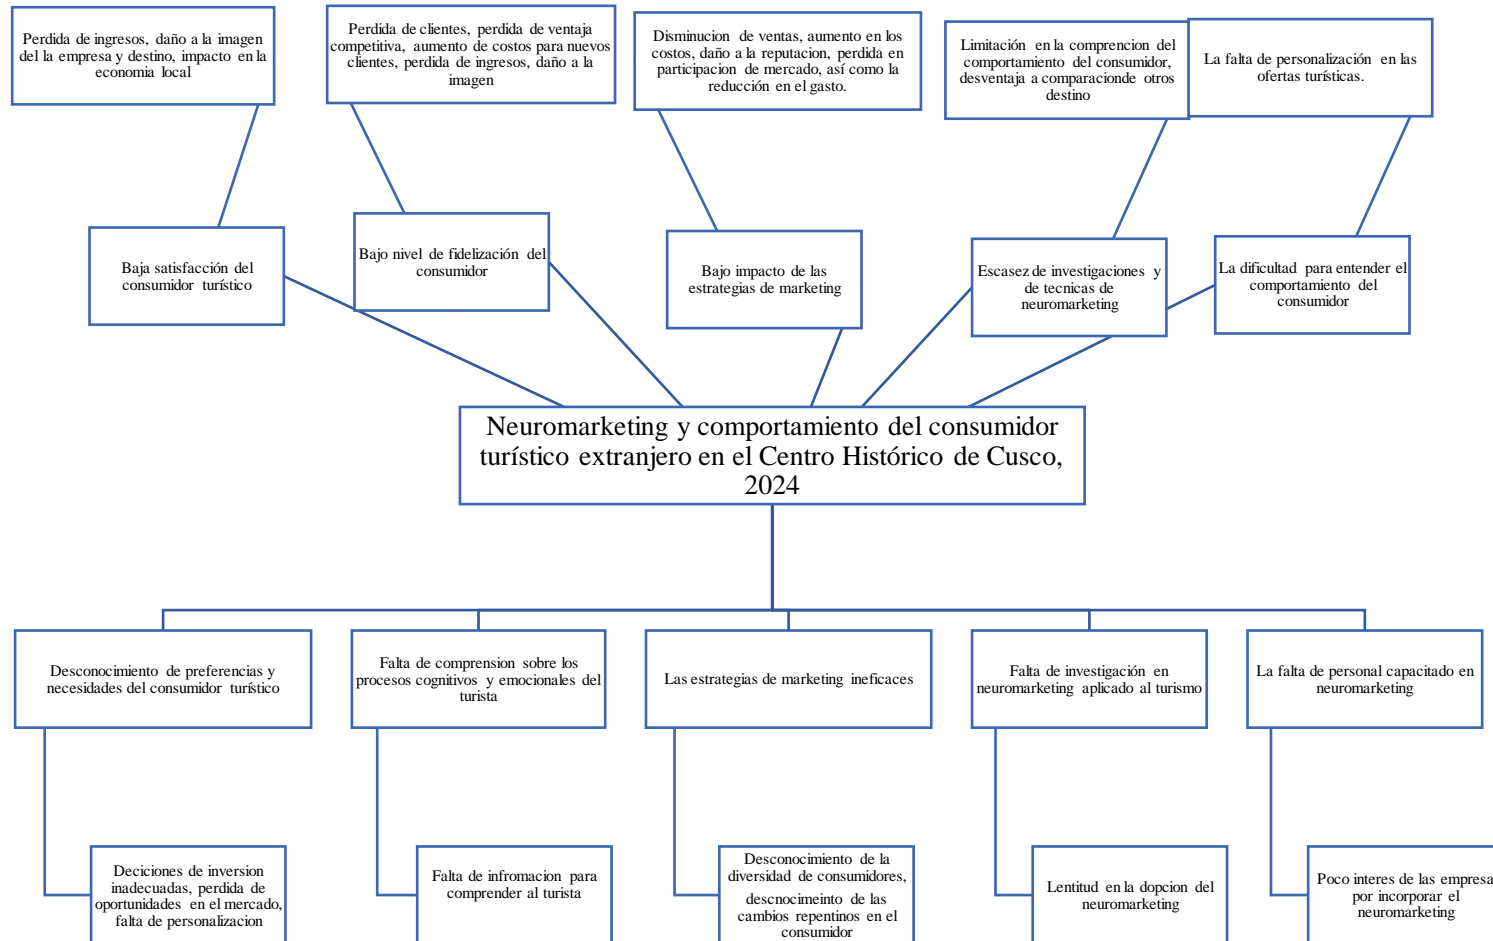 Perdida de ingresos, daño a la imagen
del la empresa y destino, impacto en la
economia local
Perdida de clientes, perdida de ventaja
competitiva, aumento de costos para nuevos
clientes, perdida de ingresos, daño a la
imagen
Disminucion de ventas, aumento en los
costos, daño a la reputacion, perdida en
participacion de mercado, así como la
reducción en el gasto.
Limitación en la comprencion del
comportamiento del consumidor,
desventaja a comparacionde otros
destino
La falta de personalización en las
ofertas turísticas.
Baja satisfacción del
consumidor turístico
Bajo nivel de fidelización del
consumidor
Bajo impacto de las
estrategias de marketing
Escasez de investigaciones y
de tecnicas de
neuromarketing
La dificultad para entender el
comportamiento del
consumidor
Neuromarketing y comportamiento del consumidor
turístico extranjero en el Centro Histórico de Cusco,
2024
Desconocimiento de preferencias y
necesidades del consumidor turístico
Falta de comprension sobre los
procesos cognitivos y emocionales del
turista
Las estrategias de marketing ineficaces
Falta de investigación en
neuromarketing aplicado al turismo
La falta de personal capacitado en
neuromarketing
Deciciones de inversion
inadecuadas, perdida de
oportunidades en el mercado,
falta de personalizacion
Falta de infromacion para
comprender al turista
Desconocimiento de la
diversidad de consumidores,
descnocimeinto de las
cambios repentinos en el
consumidor
Lentitud en la dopcion del
neuromarketing
Poco interes de las empresa
por incorporar el
neuromarketing